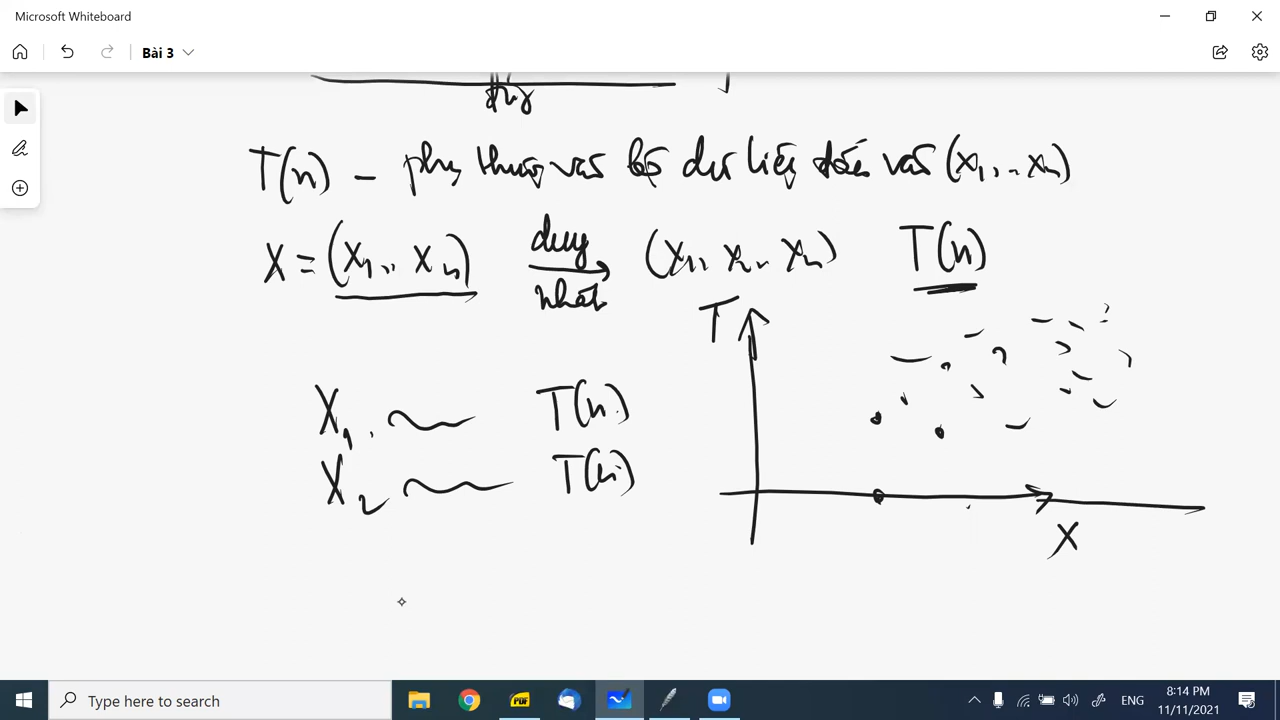 Microsoft Whiteboard
Bài 3
T(n) - phụ thuộc vào bộ dữ liệu đầu vào (x1, .. xn)
X = (x1, .. xn) duy nhất (x1, x2 .. xn) T(n)
T
X1. T(n)
X2 T(n)
X
Type here to search
PDF
ENG
8:14 PM
11/11/2021